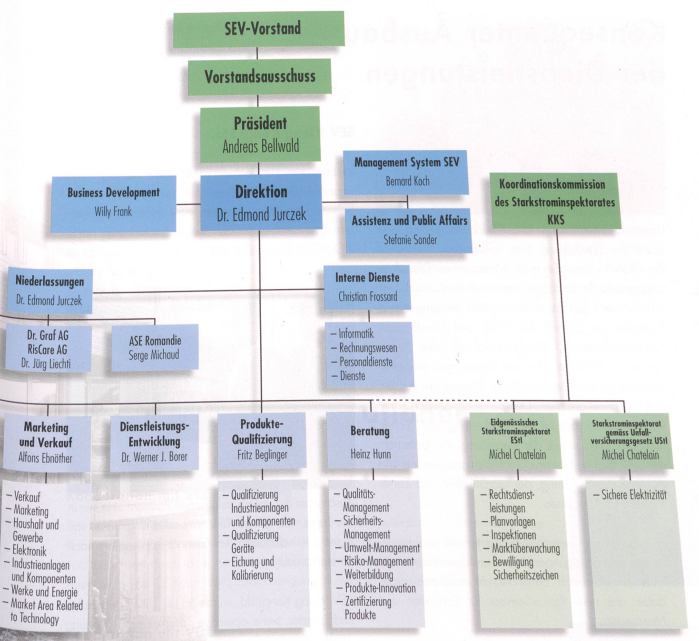 SEV-Vorstand
Vorstandsausschuss
Präsident
Andreas Bellwald
Management System SEV
Bernard Koch
Business Development
Willy Frank
Direktion
Dr. Edmond Jurczek
Assistenz und Public Affairs
Stefanie Sonder
Koordinationskommission
des Starkstrominspektorates
KKS
Niederlassungen
Dr. Edmond Jurczek
Interne Dienste
Christian Frossard
Dr. Graf AG
RisCare AG
Dr. Jürg Liechti
ASE Romandie
Serge Michaud
– Informatik
– Rechnungswesen
– Personaldienste
– Dienste
Marketing
und Verkauf
Alfons Ebnöther
Dienstleistungs-
Entwicklung
Dr. Werner J. Borer
Produkte-
Qualifizierung
Fritz Beglinger
Beratung
Heinz Hunn
Eidgenössisches
Starkstrominspektorat
EStI
Michel Chatelain
Starkstrominspektorat
gemäss Unfall-
versicherungsgesetz UStI
Michel Chatelain
– Verkauf
– Marketing
– Haushalt und
Gewerbe
– Elektronik
– Industrieanlagen
und Komponenten
– Werke und Energie
– Market Area Related
to Technology
– Qualifizierung
Industrieanlagen
und Komponenten
– Qualifizierung
Geräte
– Eichung und
Kalibrierung
– Qualitäts-
Management
– Sicherheits-
Management
– Umwelt-Management
– Risiko-Management
– Weiterbildung
– Produkte-Innovation
– Zertifizierung
Produkte
– Rechtsdienst-
leistungen
– Planvorlagen
– Inspektionen
– Marktüberwachung
– Bewilligung
Sicherheitszeichen
– Sichere Elektrizität